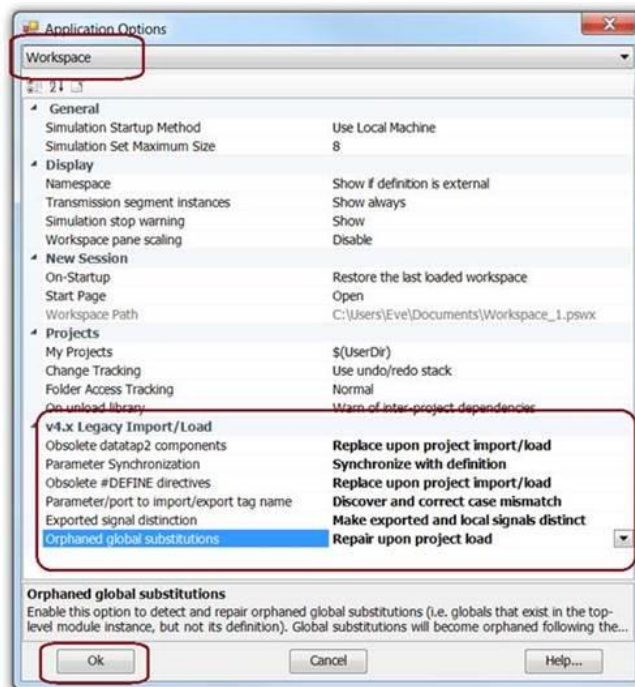 Application Options
Workspace
General
Simulation Startup Method Use Local Machine
Simulation Set Maximum Size 8
Display
Namespace Show if definition is external
Transmission segment instances Show always
Simulation stop warning Show
Workspace pane scaling Disable
New Session
On-Startup Restore the last loaded workspace
Start Page Open
Workspace Path C:\Users\Eve\Documents\Workspace_1.pswx
Projects
My Projects $(UserDir)
Change Tracking Use undo/redo stack
Folder Access Tracking Normal
On unload library Warn of inter-project dependencies
v4.x Legacy Import/Load
Obsolete datatap2 components Replace upon project import/load
Parameter Synchronization Synchronize with definition
Obsolete #DEFINE directives Replace upon project import/load
Parameter/port to import/export tag name Discover and correct case mismatch
Exported signal distinction Make exported and local signals distinct
Orphaned global substitutions Repair upon project load
Orphaned global substitutions
Enable this option to detect and repair orphaned global substitutions (i.e. globals that exist in the top-
level module instance, but not its definition). Global substitutions will become orphaned following the...
Ok Cancel Help...